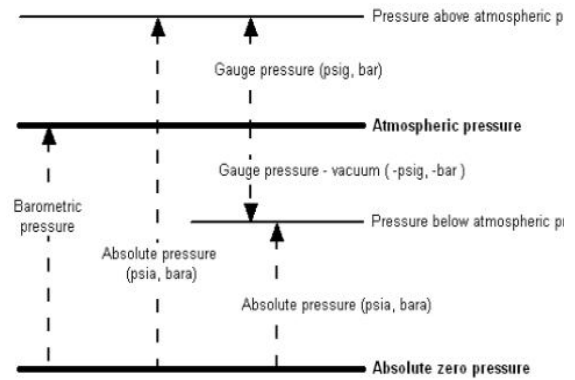 Pressure above atmospheric p
Gauge pressure (psig, bar)
Atmospheric pressure
Gauge pressure - vacuum ( -psig, -bar )
Barometric
pressure
Pressure below atmospheric pr
Absolute pressure
(psia, bara)
Absolute pressure (psia, bara)
Absolute zero pressure